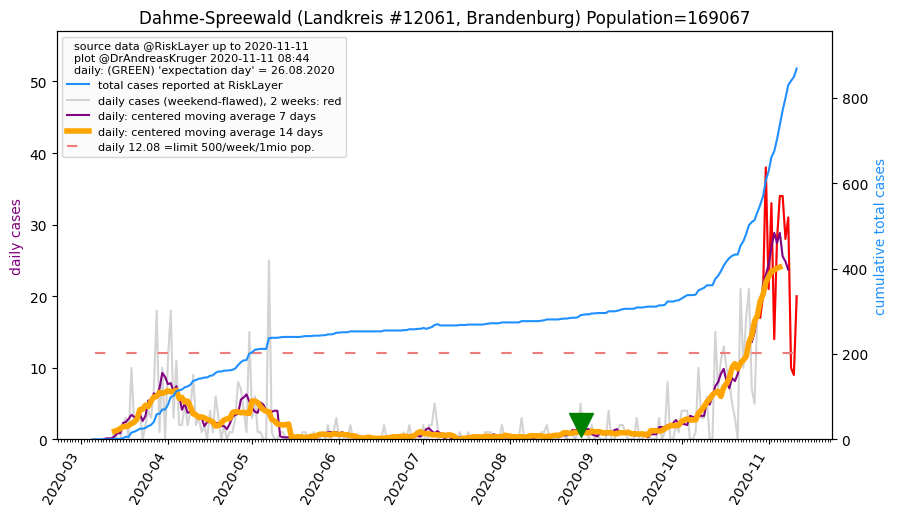 Dahme-Spreewald (Landkreis #12061, Brandenburg) Population=169067
source data @RiskLayer up to 2020-11-11
plot @DrAndreasKruger 2020-11-11 08:44
daily: (GREEN) 'expectation day' = 26.08.2020
total cases reported at RiskLayer
daily cases (weekend-flawed), 2 weeks: red
daily: centered moving average 7 days
daily: centered moving average 14 days
daily 12.08 =limit 500/week/1mio pop.
daily cases
50
40
30
20
10
0
cumulative total cases
800
600
400
200
0
2020-03
2020-04
2020-05
2020-06
2020-07
2020-08
2020-09
2020-10
2020-11